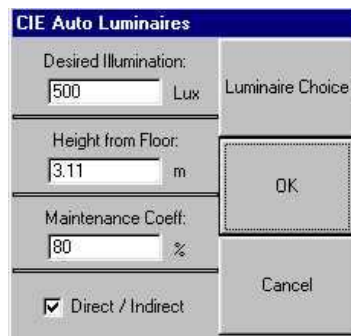 CIE Auto Luminaires
Desired Illumination:
500 Lux
Luminaire Choice
Height from Floor:
3.11 m
OK
Maintenance Coeff:
80 %
Cancel
Direct / Indirect